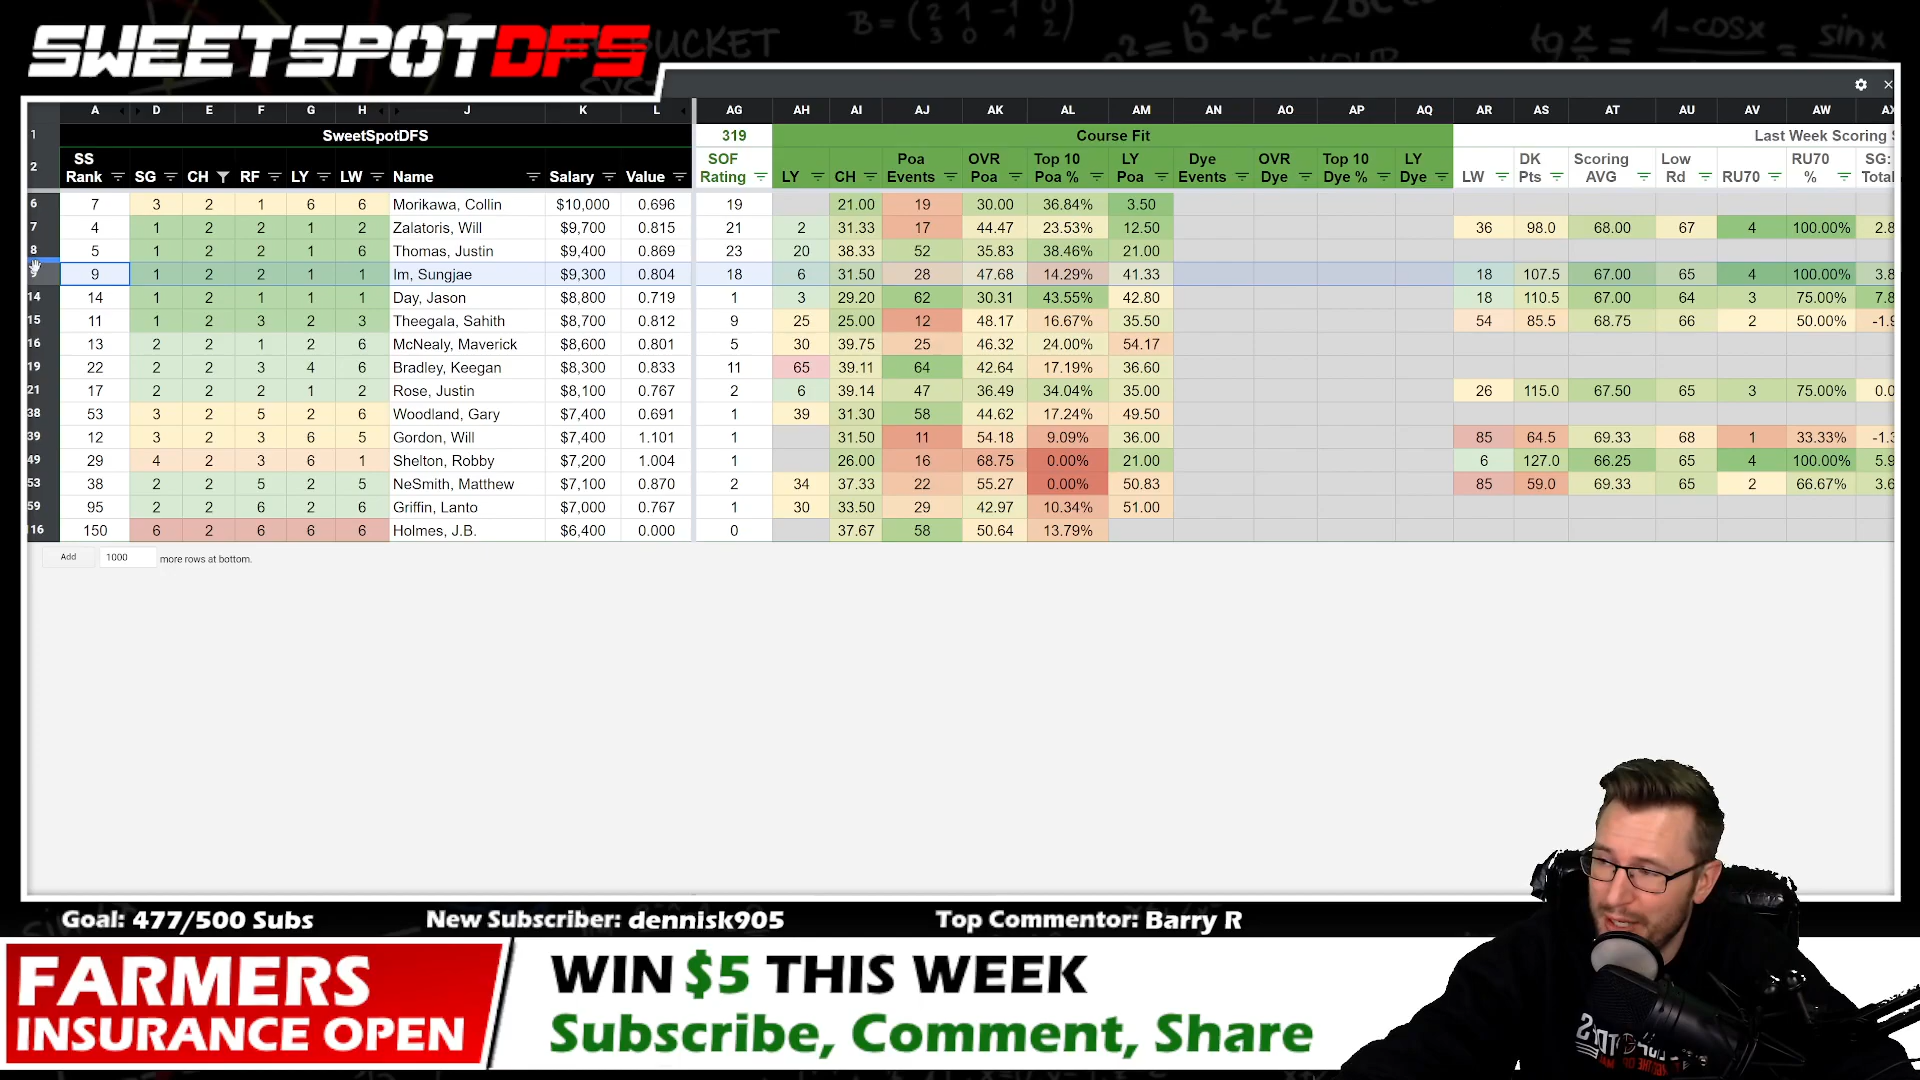 SWEETSPOTDFS
A D E F G H J K L AG AH AI AJ AK AL AM AN AO AP AQ AR AS AT AU AV AW AX
1 SweetSpotDFS 319 Course Fit Last Week Scoring S
2 SS Rank SG CH RF LY LW Name Salary Value SOF Rating LY CH Poa Events OVR Poa Top 10 Poa % LY Poa Dye Events OVR Dye Top 10 Dye % LY Dye LW DK Pts Scoring AVG Low Rd RU70 RU70 % SG: Total
6 7 3 2 1 6 6 Morikawa, Collin $10,000 0.696 19 21.00 19 30.00 36.84% 3.50
7 4 1 2 2 1 2 Zalatoris, Will $9,700 0.815 21 2 31.33 17 44.47 23.53% 12.50 36 98.0 68.00 67 4 100.00% 2.8
8 5 1 2 2 1 6 Thomas, Justin $9,400 0.869 23 20 38.33 52 35.83 38.46% 21.00
9 9 1 2 2 1 1 Im, Sungjae $9,300 0.804 18 6 31.50 28 47.68 14.29% 41.33 18 107.5 67.00 65 4 100.00% 3.8
14 14 1 2 1 1 1 Day, Jason $8,800 0.719 1 3 29.20 62 30.31 43.55% 42.80 18 110.5 67.00 64 3 75.00% 7.8
15 11 1 2 3 2 3 Theegala, Sahith $8,700 0.812 9 25 25.00 12 48.17 16.67% 35.50 54 85.5 68.75 66 2 50.00% -1.9
16 13 2 2 1 2 6 McNealy, Maverick $8,600 0.801 5 30 39.75 25 46.32 24.00% 54.17
19 22 2 2 3 4 6 Bradley, Keegan $8,300 0.833 11 65 39.11 64 42.64 17.19% 36.60
21 17 2 2 2 1 2 Rose, Justin $8,100 0.767 2 6 39.14 47 36.49 34.04% 35.00 26 115.0 67.50 65 3 75.00% 0.0
38 53 3 2 5 2 6 Woodland, Gary $7,400 0.691 1 39 31.30 58 44.62 17.24% 49.50
39 12 3 2 3 6 5 Gordon, Will $7,400 1.101 1 31.50 11 54.18 9.09% 36.00 85 64.5 69.33 68 1 33.33% -1.3
49 29 4 2 3 6 1 Shelton, Robby $7,200 1.004 1 26.00 16 68.75 0.00% 21.00 6 127.0 66.25 65 4 100.00% 5.9
53 38 2 2 5 2 5 NeSmith, Matthew $7,100 0.870 2 34 37.33 22 55.27 0.00% 50.83 85 59.0 69.33 65 2 66.67% 3.6
59 95 2 2 6 2 6 Griffin, Lanto $7,000 0.767 1 30 33.50 29 42.97 10.34% 51.00
16 150 6 2 6 6 6 Holmes, J.B. $6,400 0.000 0 37.67 58 50.64 13.79%
Add 1000 more rows at bottom.
Goal: 477/500 Subs New Subscriber: dennisk905 Top Commentor: Barry R
FARMERS
INSURANCE OPEN
WIN $5 THIS WEEK
Subscribe, Comment, Share